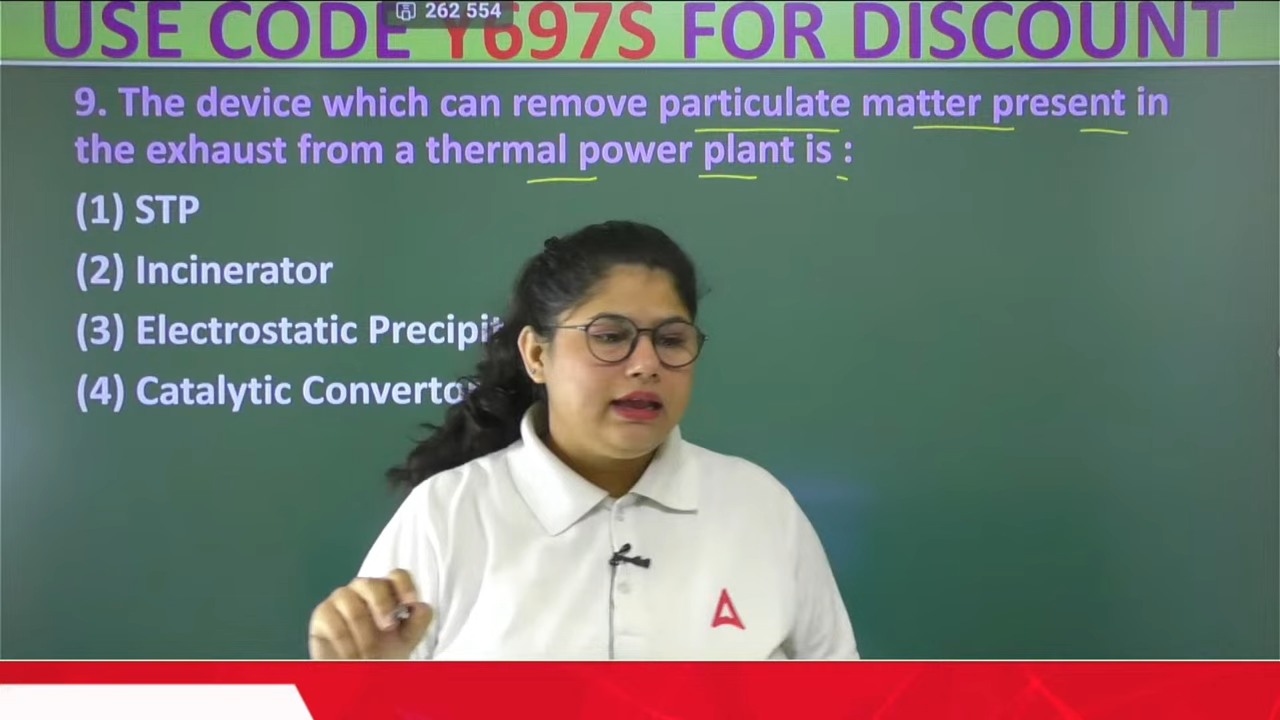 USE CODE Y697S FOR DISCOUNT
262 554
9. The device which can remove particulate matter present in
the exhaust from a thermal power plant is :
(1) STP
(2) Incinerator
(3) Electrostatic
(4) Catalytic